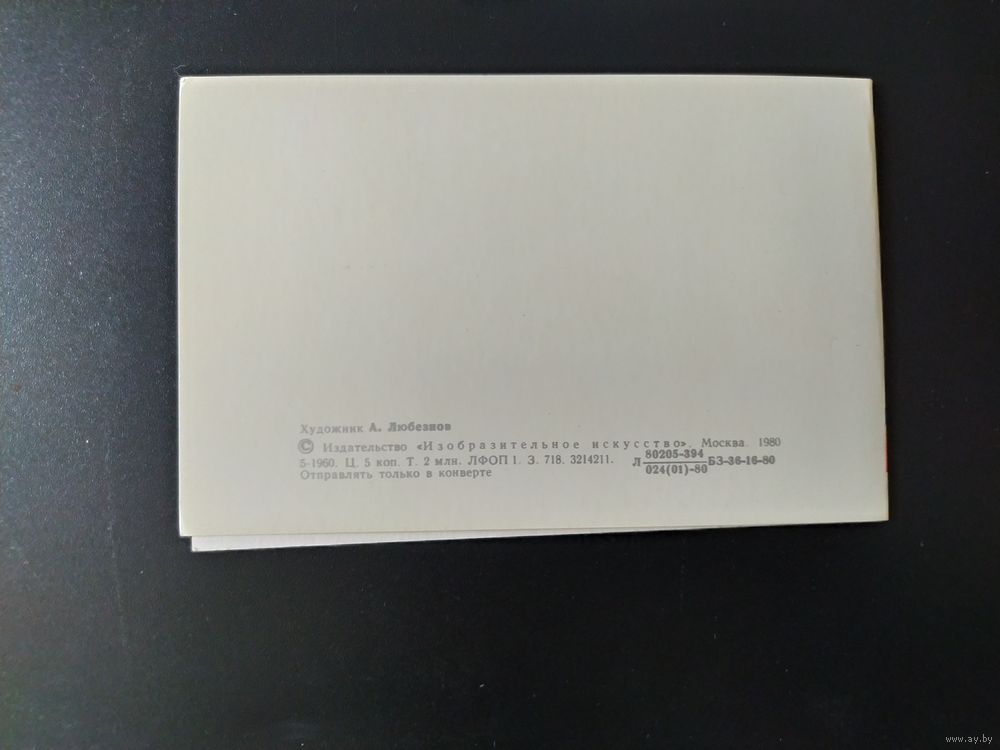 Художник А. Любезнов
© Издательство «Изобразительное искусство». Москва. 1980
5-1960. Ц. 5 коп. Т. 2 млн. ЛФОП 1. З. 718. 3214211. Л 80205-394 БЗ-36-16-80
024(01)-80
Отправлять только в конверте
www.ay.by